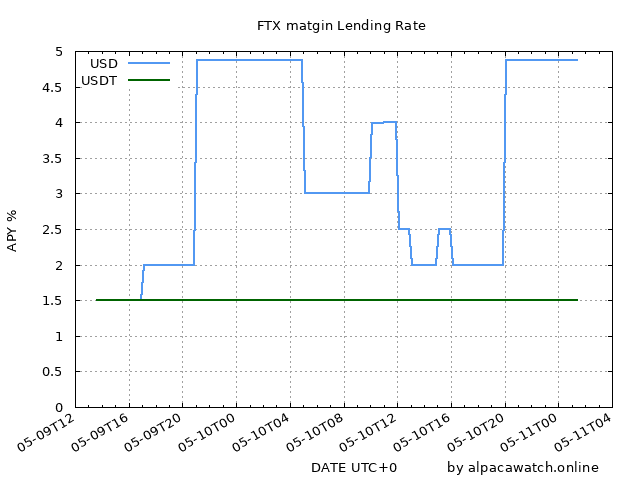 FTX matgin Lending Rate
USD
USDT
APY %
5
4.5
4
3.5
3
2.5
2
1.5
1
0.5
0
05-09T12
05-09T16
05-09T20
05-10T00
05-10T04
05-10T08
05-10T12
05-10T16
05-10T20
05-11T00
05-11T04
DATE UTC+0
by alpacawatch.online